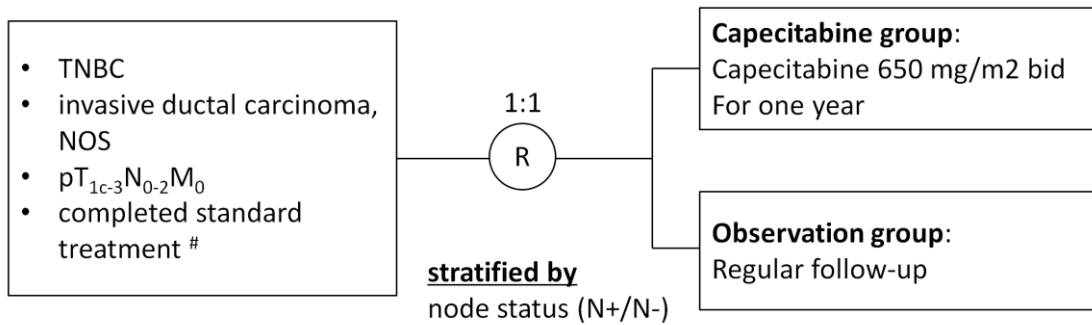 • TNBC
• invasive ductal carcinoma,
NOS
• pT1c-3N0-2M0
• completed standard
treatment #
1:1
R
stratified by
node status (N+/N-)
Capecitabine group:
Capecitabine 650 mg/m2 bid
For one year
Observation group:
Regular follow-up